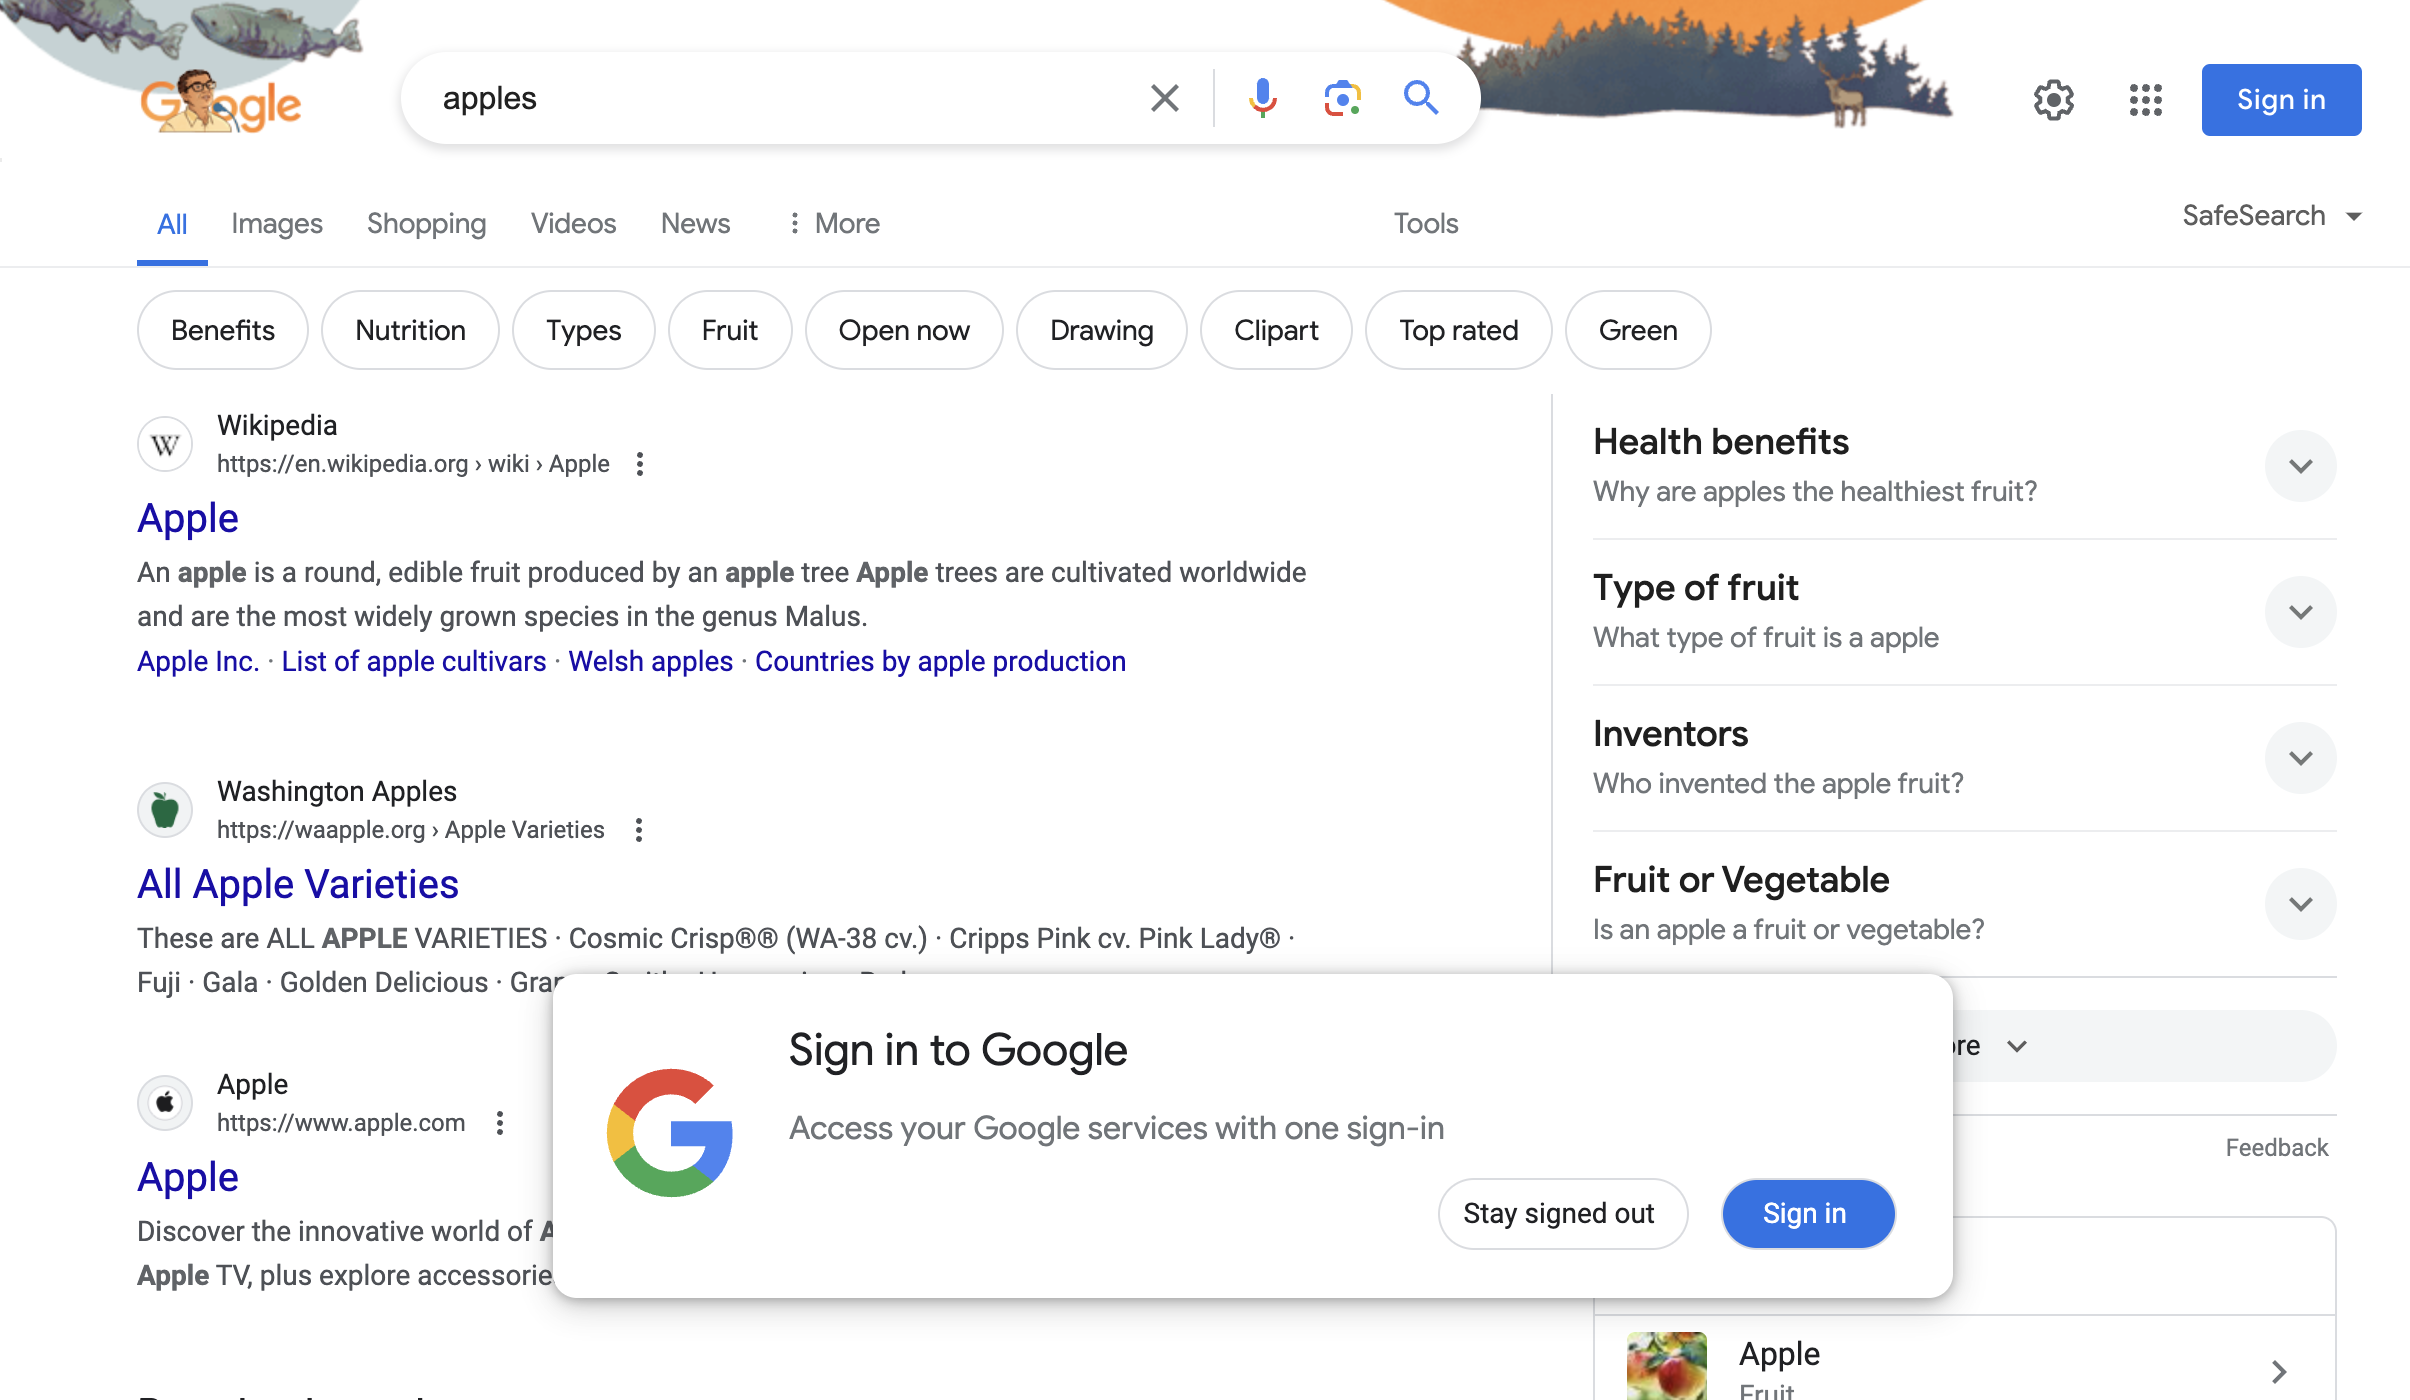 Google
apples
Sign in
All Images Shopping Videos News More Tools SafeSearch
Benefits Nutrition Types Fruit Open now Drawing Clipart Top rated Green
W Wikipedia
https://en.wikipedia.org › wiki › Apple
Apple
An apple is a round, edible fruit produced by an apple tree Apple trees are cultivated worldwide
and are the most widely grown species in the genus Malus.
Apple Inc. · List of apple cultivars · Welsh apples · Countries by apple production
Washington Apples
https://waapple.org › Apple Varieties
All Apple Varieties
These are ALL APPLE VARIETIES · Cosmic Crisp®® (WA-38 cv.) · Cripps Pink cv. Pink Lady® ·
Fuji · Gala · Golden Delicious ·
Apple
https://www.apple.com
Apple
Discover the innovative world of
Apple TV, plus explore
Health benefits
Why are apples the healthiest fruit?
Type of fruit
What type of fruit is a apple
Inventors
Who invented the apple fruit?
Fruit or Vegetable
Is an apple a fruit or vegetable?
Feedback
Sign in to Google
Access your Google services with one sign-in
Stay signed out Sign in
Apple
Fruit